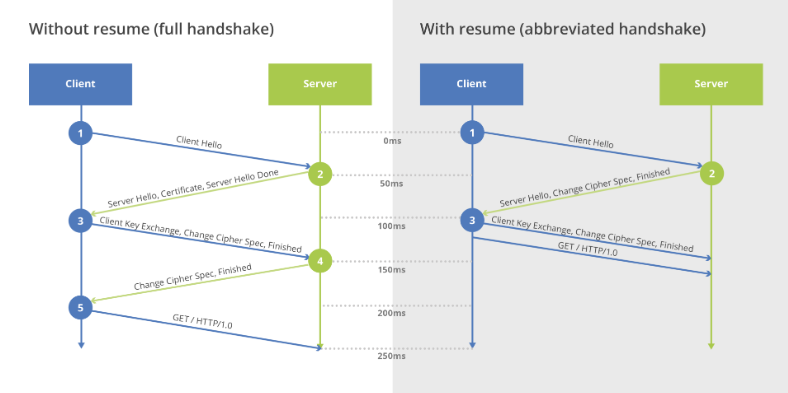 Without resume (full handshake)
With resume (abbreviated handshake)
Client
Server
Client
Server
1
Client Hello
2
Server Hello, Certificate, Server Hello Done
3
Client Key Exchange, Change Cipher Spec, Finished
4
Change Cipher Spec, Finished
5
GET / HTTP/1.0
0ms
50ms
100ms
150ms
200ms
250ms
1
Client Hello
2
Server Hello, Change Cipher Spec, Finished
3
Client Key Exchange, Change Cipher Spec, Finished
GET / HTTP/1.0